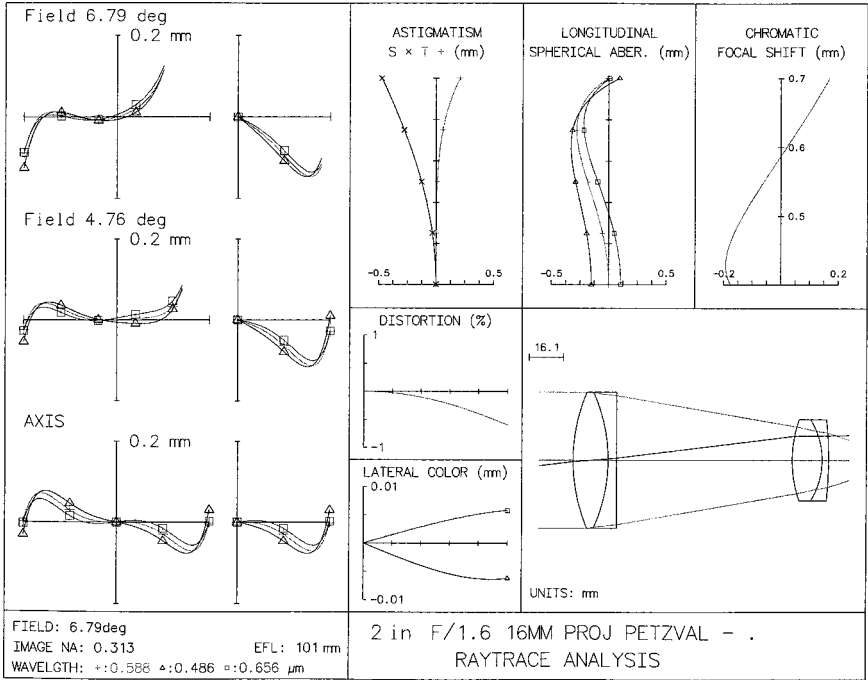 Field 6.79 deg
0.2 mm
Field 4.76 deg
0.2 mm
AXIS
0.2 mm
ASTIGMATISM
S × T + (mm)
-0.5
0.5
LONGITUDINAL
SPHERICAL ABER. (mm)
-0.5
0.5
CHROMATIC
FOCAL SHIFT (mm)
0.7
0.6
0.5
-0.2
0.2
DISTORTION (%)
1
-1
LATERAL COLOR (mm)
0.01
-0.01
16.1
UNITS: mm
FIELD: 6.79deg
IMAGE NA: 0.313 EFL: 101 mm
WAVELGTH: +:0.588 △:0.486 □:0.656 µm
2 in F/1.6 16MM PROJ PETZVAL - .
RAYTRACE ANALYSIS